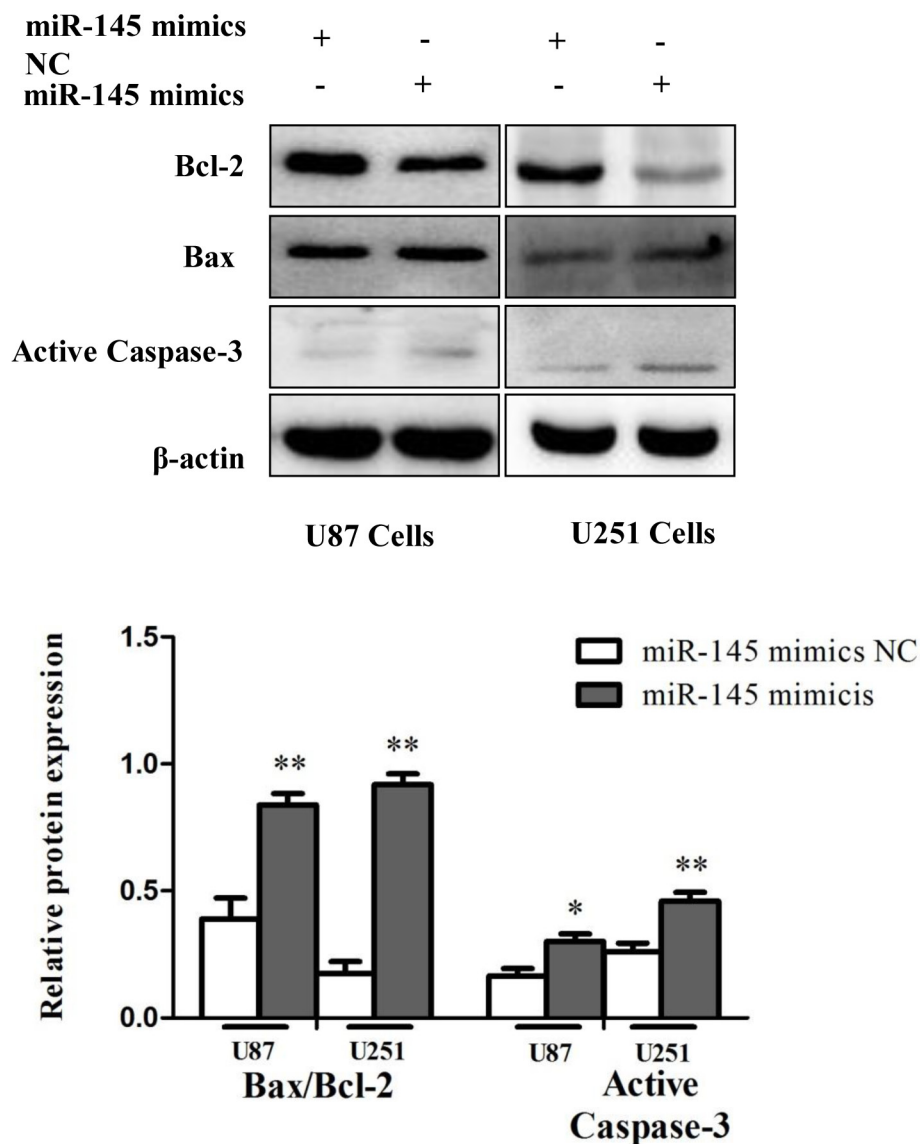 miR-145 mimics + - + -
NC
miR-145 mimics - + - +
Bcl-2
Bax
Active Caspase-3
β-actin
U87 Cells U251 Cells
Relative protein expression
1.5
1.0
0.5
0.0
miR-145 mimics NC
miR-145 mimicis
** ** * **
U87 U251 U87 U251
Bax/Bcl-2 Active
Caspase-3